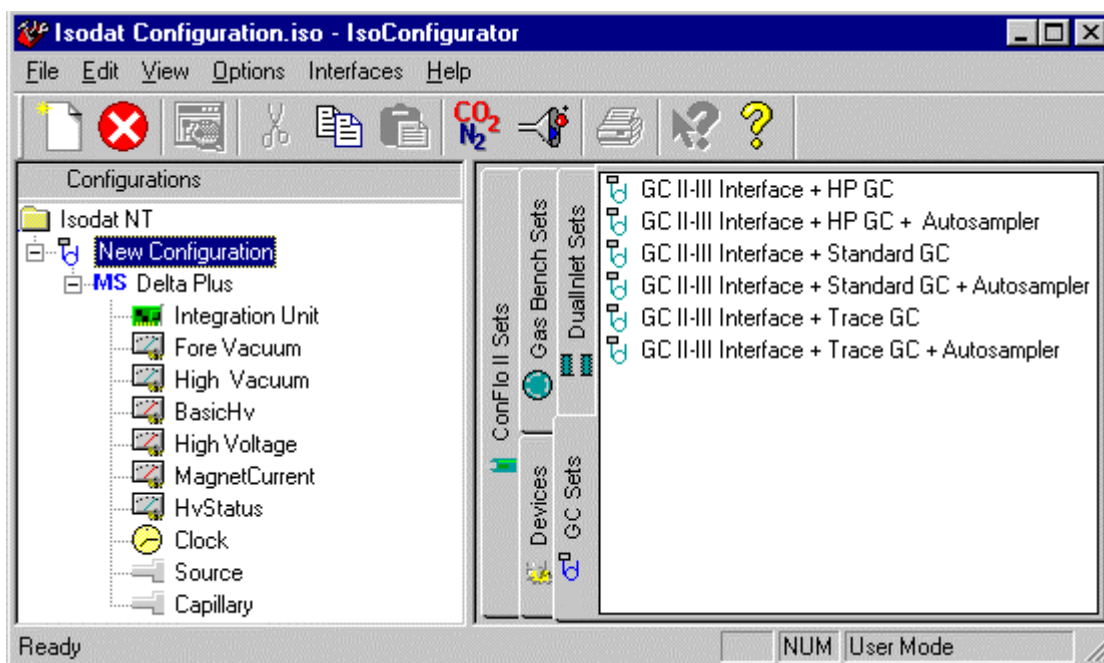 Isodat Configuration.iso - IsoConfigurator
File Edit View Options Interfaces Help
CO2
N2
Configurations
Isodat NT
New Configuration
MS Delta Plus
Integration Unit
Fore Vacuum
High Vacuum
BasicHv
High Voltage
MagnetCurrent
HvStatus
Clock
Source
Capillary
ConFlo II Sets
Gas Bench Sets
DualInlet Sets
Devices
GC Sets
GC II-III Interface + HP GC
GC II-III Interface + HP GC + Autosampler
GC II-III Interface + Standard GC
GC II-III Interface + Standard GC + Autosampler
GC II-III Interface + Trace GC
GC II-III Interface + Trace GC + Autosampler
Ready
NUM
User Mode